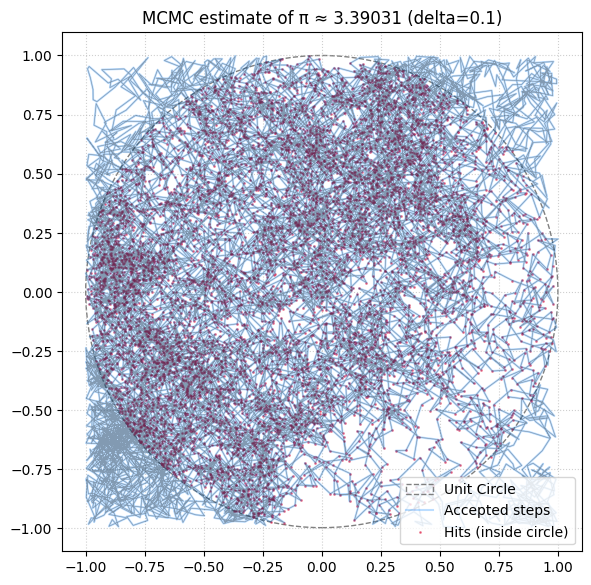 MCMC estimate of π ≈ 3.39031 (delta=0.1)
1.00
0.75
0.50
0.25
0.00
−0.25
−0.50
−0.75
−1.00
Unit Circle
Accepted steps
Hits (inside circle)
−1.00 −0.75 −0.50 −0.25 0.00 0.25 0.50 0.75 1.00